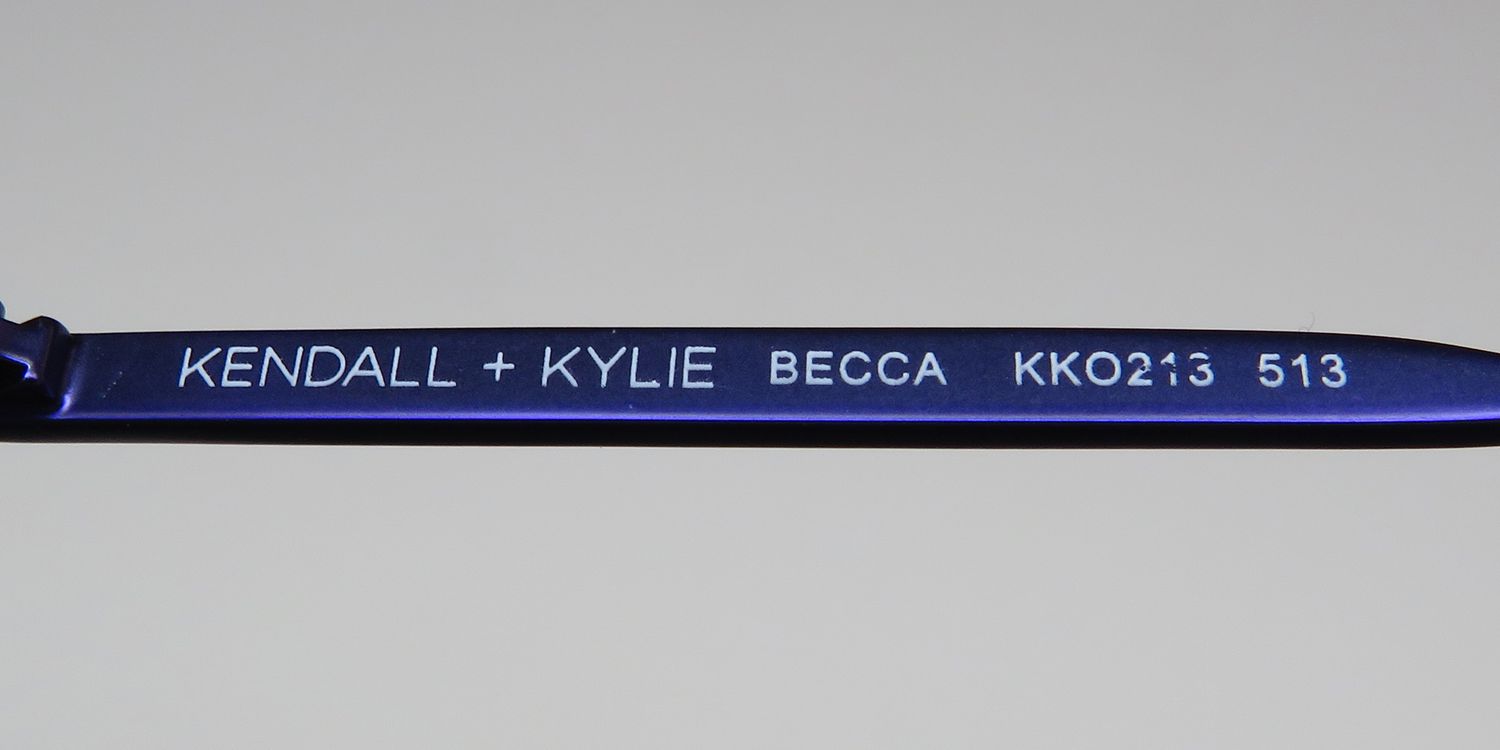 KENDALL + KYLIE BECCA KKO213 513